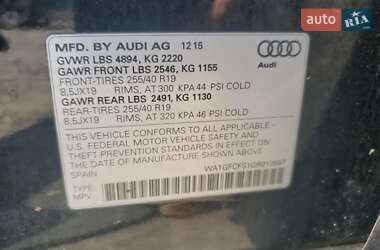 auto RIA.com
MFD. BY AUDI AG 12 15
GVWR LBS 4894, KG 2220
GAWR FRONT LBS 2546, KG 1155
FRONT-TIRES 255/40 R19
8.5JX19 RIMS, AT 300 KPA 44 PSI COLD
GAWR REAR LBS 2491, KG 1130
REAR-TIRES 255/40 R19
8.5JX19 RIMS, AT 320 KPA 46 PSI COLD
Audi
THIS VEHICLE CONFORMS TO ALL APPLICABLE
U.S. FEDERAL MOTOR VEHICLE SAFETY AND
THEFT PREVENTION STANDARDS IN EFFECT ON
THE DATE OF MANUFACTURE SHOWN ABOVE.
SPAIN
TYPE:
MPV